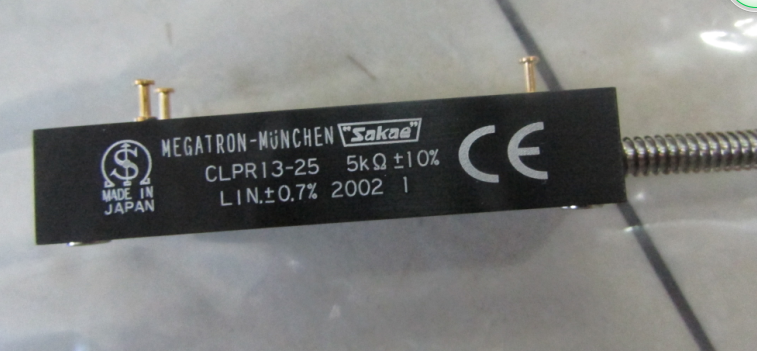 MEGATRON-MÜNCHEN "Sakae"
CLPR13-25 5kΩ ±10%
LIN.±0.7% 2002 1
CE
S
MADE IN
JAPAN